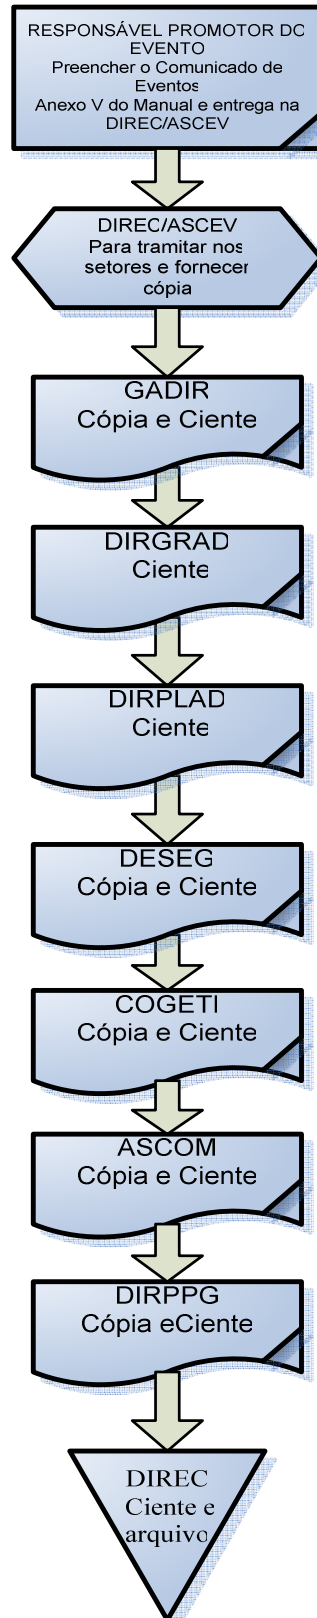 RESPONSÁVEL PROMOTOR DO
EVENTO
Preencher o Comunicado de
Eventos
Anexo V do Manual e entrega na
DIREC/ASCEV
DIREC/ASCEV
Para tramitar nos
setores e fornecer
cópia
GADIR
Cópia e Ciente
DIRGRAD
Ciente
DIRPLAD
Ciente
DESEG
Cópia e Ciente
COGETI
Cópia e Ciente
ASCOM
Cópia e Ciente
DIRPPG
Cópia eCiente
DIREC
Ciente e
arquivo